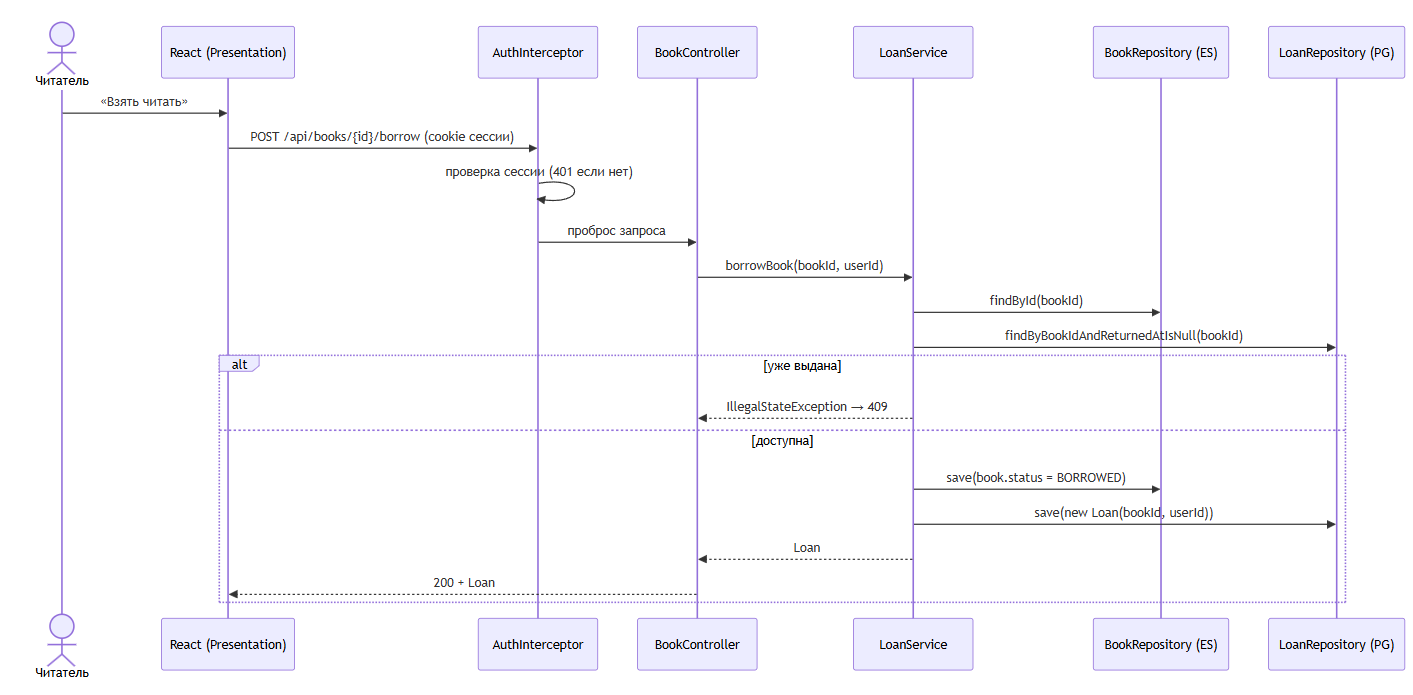 Читатель
React (Presentation)
AuthInterceptor
BookController
LoanService
BookRepository (ES)
LoanRepository (PG)
«Взять читать»
POST /api/books/{id}/borrow (cookie сессии)
проверка сессии (401 если нет)
проброс запроса
borrowBook(bookId, userId)
findById(bookId)
findByBookIdAndReturnedAtIsNull(bookId)
alt
[уже выдана]
IllegalStateException → 409
[доступна]
save(book.status = BORROWED)
save(new Loan(bookId, userId))
Loan
200 + Loan
Читатель
React (Presentation)
AuthInterceptor
BookController
LoanService
BookRepository (ES)
LoanRepository (PG)